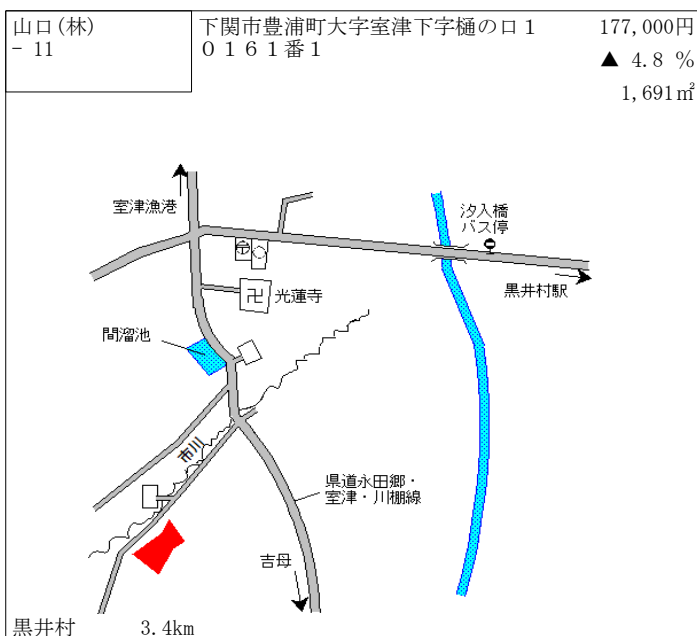 山口(林)
- 11
下関市豊浦町大字室津下字樋の口１
０１６１番１
177,000円
▲ 4.8 %
1,691㎡
室津漁港
汐入橋
バス停
黒井村駅
卍 光蓮寺
間溜池
市川
県道永田郷・
室津・川棚線
吉母
黒井村 3.4km